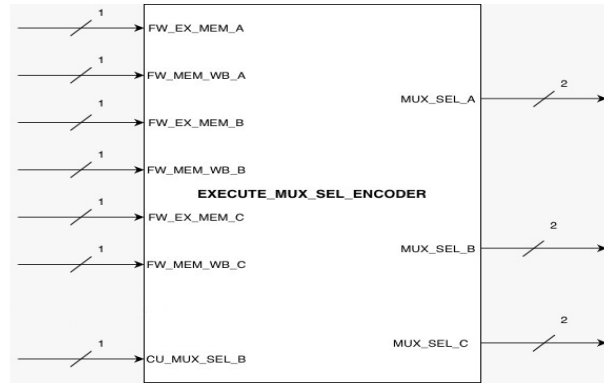 1
FW_EX_MEM_A
1
FW_MEM_WB_A
2
MUX_SEL_A
1
FW_EX_MEM_B
1
FW_MEM_WB_B
EXECUTE_MUX_SEL_ENCODER
1
FW_EX_MEM_C
2
MUX_SEL_B
1
FW_MEM_WB_C
2
MUX_SEL_C
1
CU_MUX_SEL_B